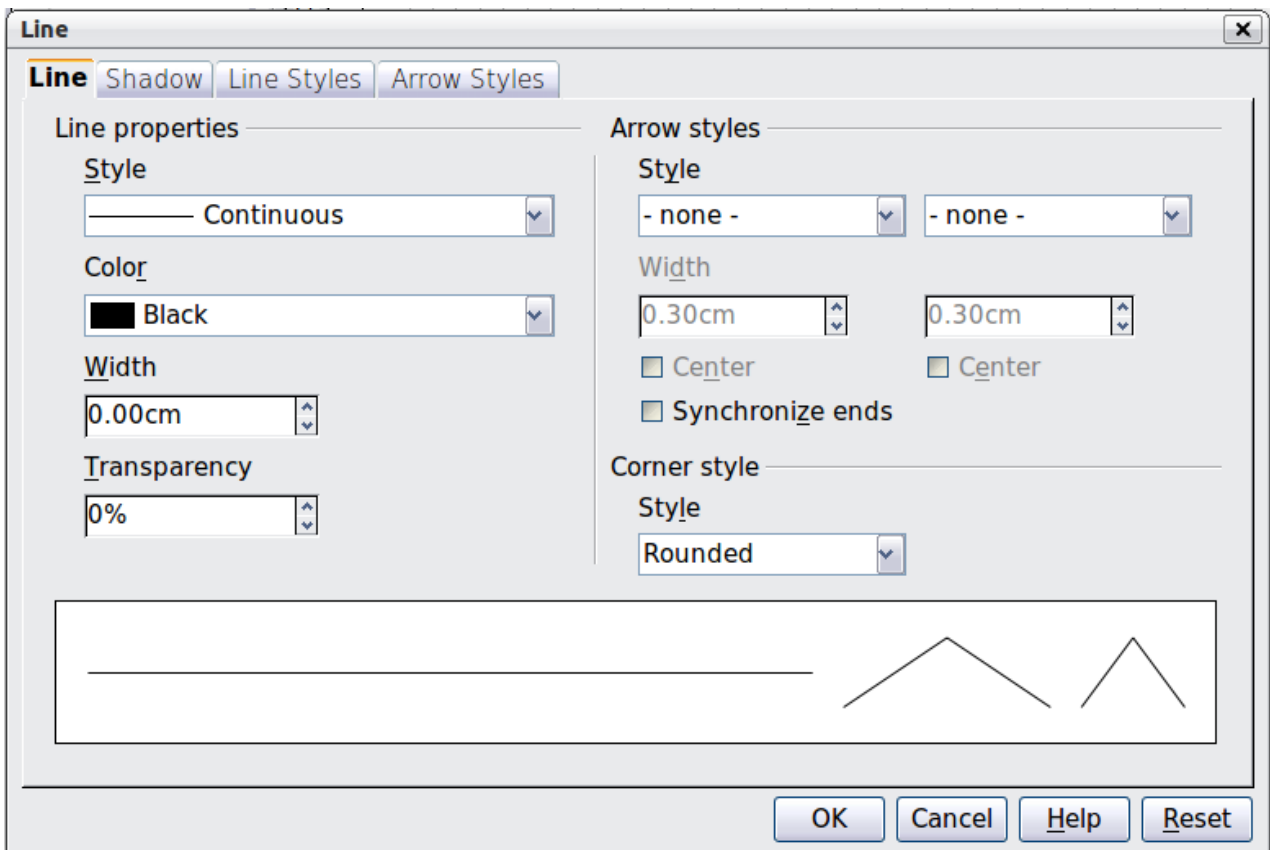 Line
Line Shadow Line Styles Arrow Styles
Line properties
Style
Continuous
Color
Black
Width
0.00cm
Transparency
0%
Arrow styles
Style
- none - - none -
Width
0.30cm 0.30cm
Center Center
Synchronize ends
Corner style
Style
Rounded
OK Cancel Help Reset